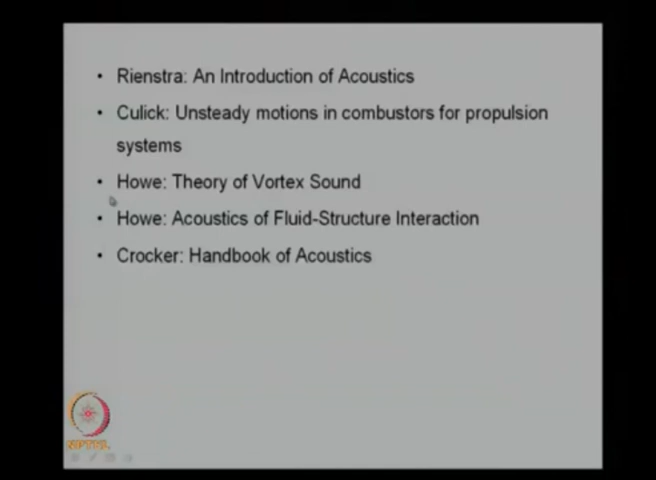 • Rienstra: An Introduction of Acoustics
• Culick: Unsteady motions in combustors for propulsion
systems
• Howe: Theory of Vortex Sound
• Howe: Acoustics of Fluid-Structure Interaction
• Crocker: Handbook of Acoustics
NPTEL